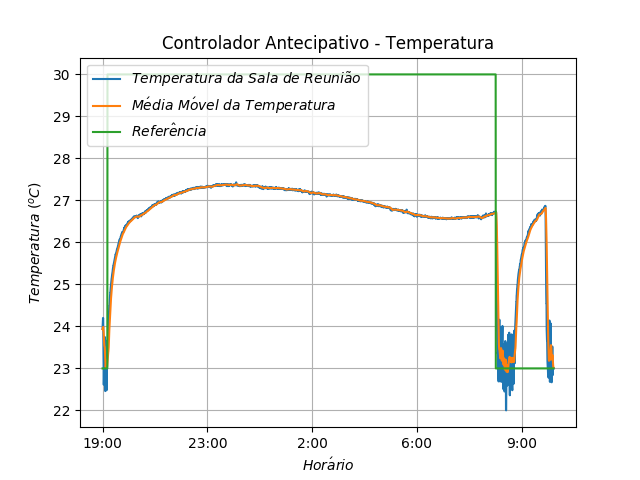 Controlador Antecipativo - Temperatura
Temperatura da Sala de Reunião
Média Móvel da Temperatura
Referência
30
29
28
27
26
25
24
23
22
Temperatura (°C)
19:00 23:00 2:00 6:00 9:00
Horário